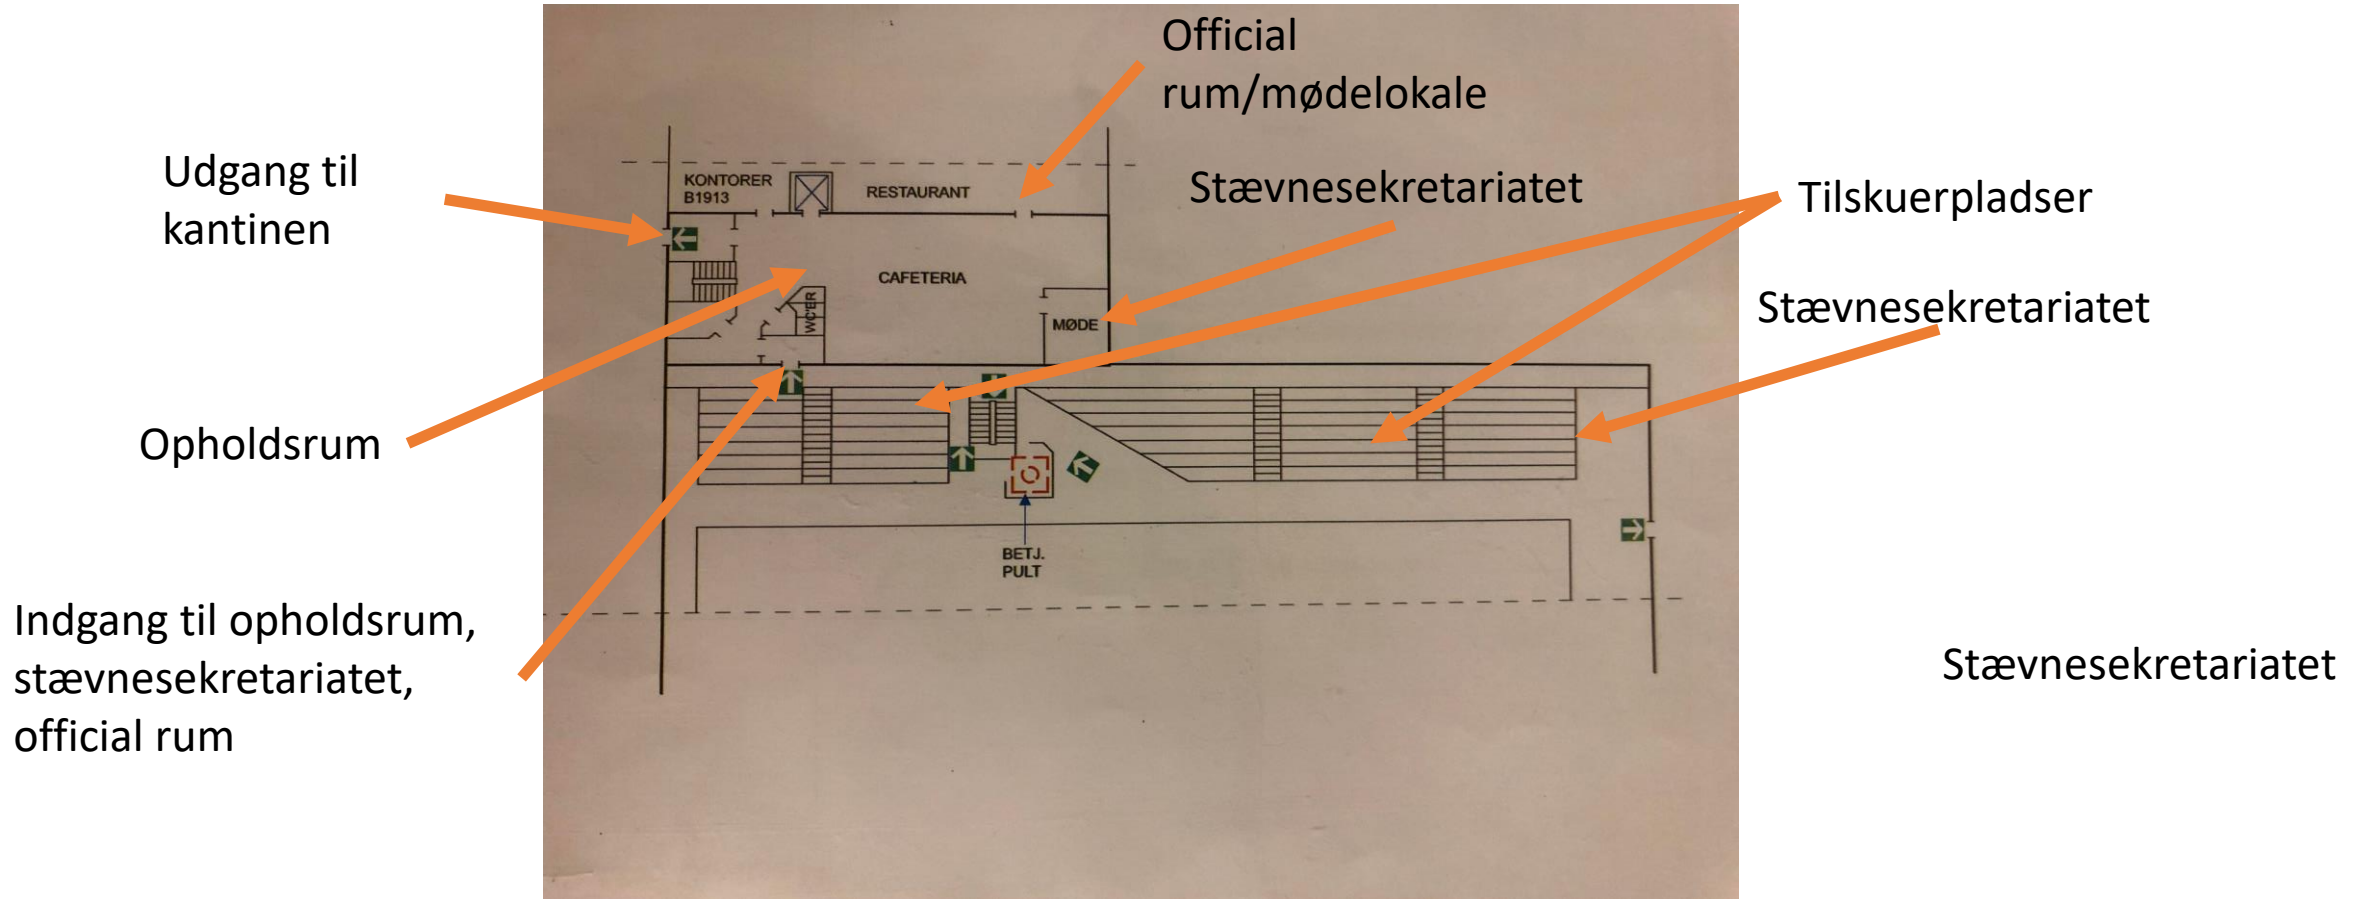 Official
rum/mødelokale
Udgang til
kantinen
Stævnesekretariatet
Tilskuerpladser
KONTORER
B1913
RESTAURANT
CAFETERIA
WC'ER
MØDE
Stævnesekretariatet
Opholdsrum
BETJ.
PULT
Indgang til opholdsrum,
stævnesekretariatet,
official rum
Stævnesekretariatet